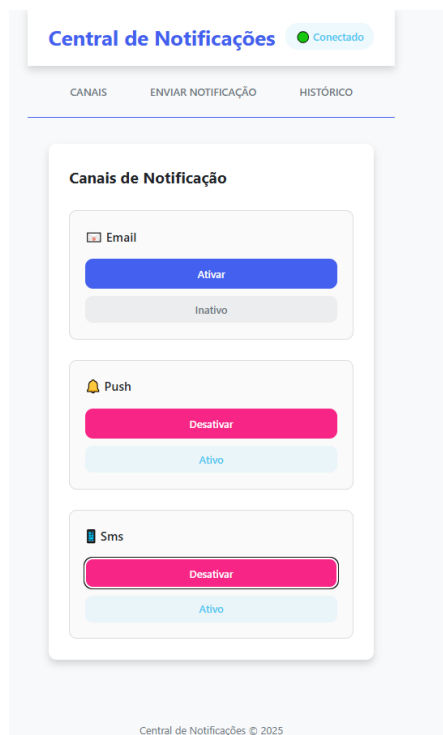 Central de Notificações
Conectado
CANAIS ENVIAR NOTIFICAÇÃO HISTÓRICO
Canais de Notificação
Email
Ativar
Inativo
Push
Desativar
Ativo
Sms
Desativar
Ativo
Central de Notificações © 2025